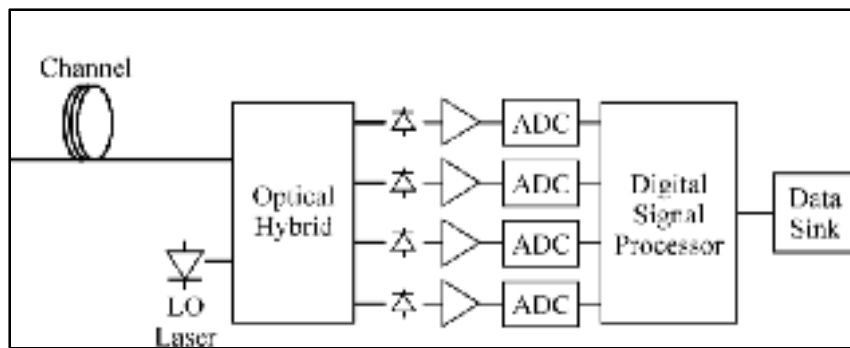 Channel
Optical
Hybrid
LO
Laser
ADC
ADC
ADC
ADC
Digital
Signal
Processor
Data
Sink